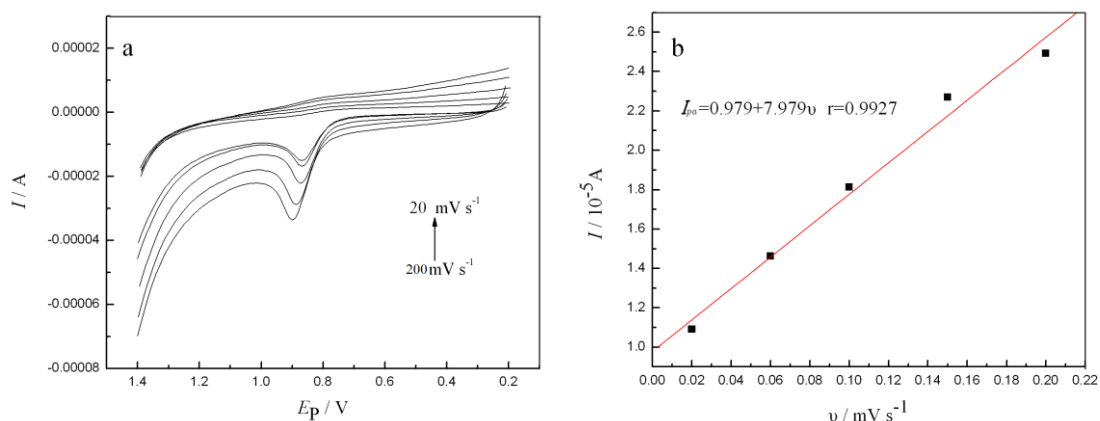 a
0.00002
0.00000
-0.00002
-0.00004
-0.00006
-0.00008
I / A
20 mV s⁻¹
200mV s⁻¹
1.4 1.2 1.0 0.8 0.6 0.4 0.2
E_P / V
b
2.6
2.4
2.2
2.0
1.8
1.6
1.4
1.2
1.0
I / 10⁻⁵A
I_pa=0.979+7.979υ r=0.9927
0.00 0.02 0.04 0.06 0.08 0.10 0.12 0.14 0.16 0.18 0.20 0.22
υ / mV s⁻¹